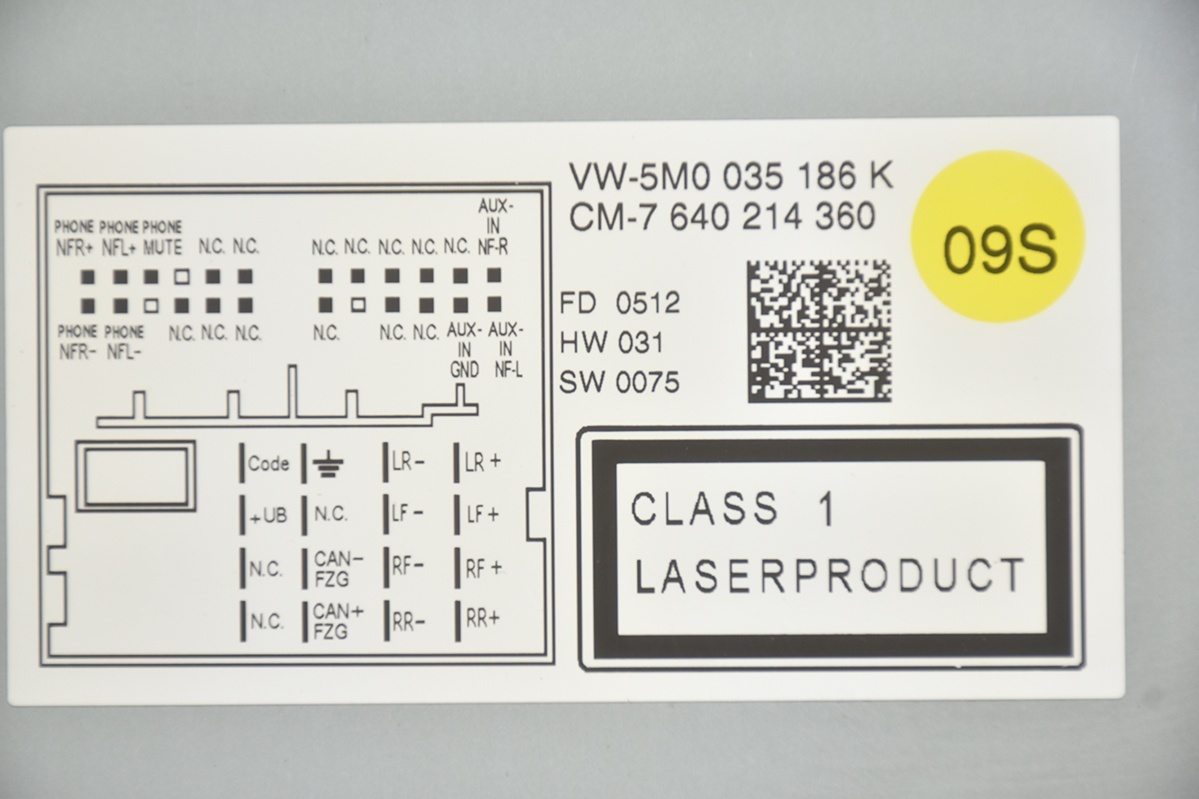 VW-5M0 035 186 K
CM-7 640 214 360
09S
FD 0512
HW 031
SW 0075
CLASS 1
LASERPRODUCT
PHONE PHONE PHONE
NFR+ NFL+ MUTE N.C. N.C.
N.C. N.C. N.C. N.C. N.C.
AUX-
IN
NF-R
PHONE PHONE
NFR- NFL-
N.C. N.C. N.C.
N.C. N.C. N.C.
AUX-
IN
GND
AUX-
IN
NF-L
Code LR- LR+
+UB N.C. LF- LF+
N.C. CAN-
FZG RF- RF+
N.C. CAN+
FZG RR- RR+